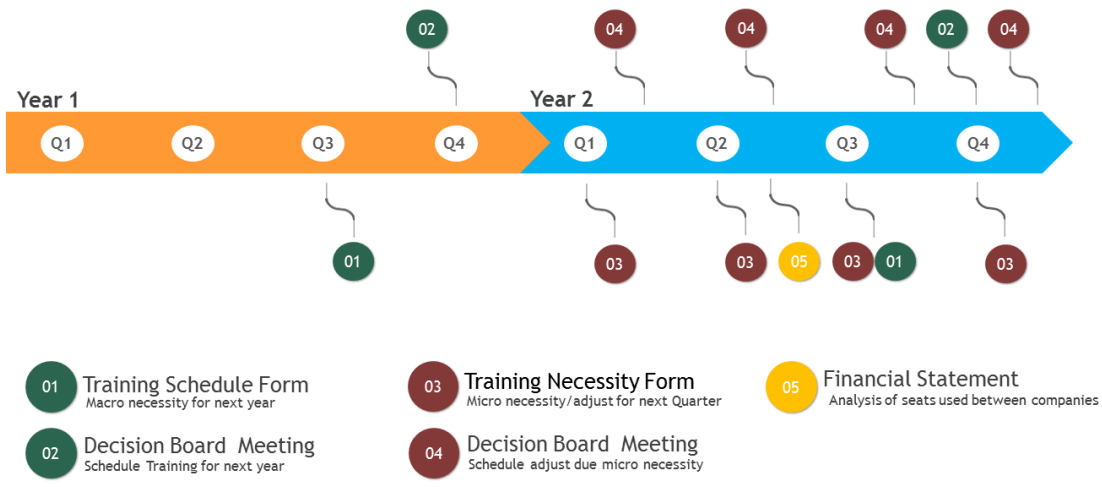 02
04
04
04
02
04
Year 1
Year 2
Q1
Q2
Q3
Q4
Q1
Q2
Q3
Q4
01
03
03
05
03
01
03
01
Training Schedule Form
Macro necessity for next year
03
Training Necessity Form
Micro necessity/adjust for next Quarter
05
Financial Statement
Analysis of seats used between companies
02
Decision Board Meeting
Schedule Training for next year
04
Decision Board Meeting
Schedule adjust due micro necessity